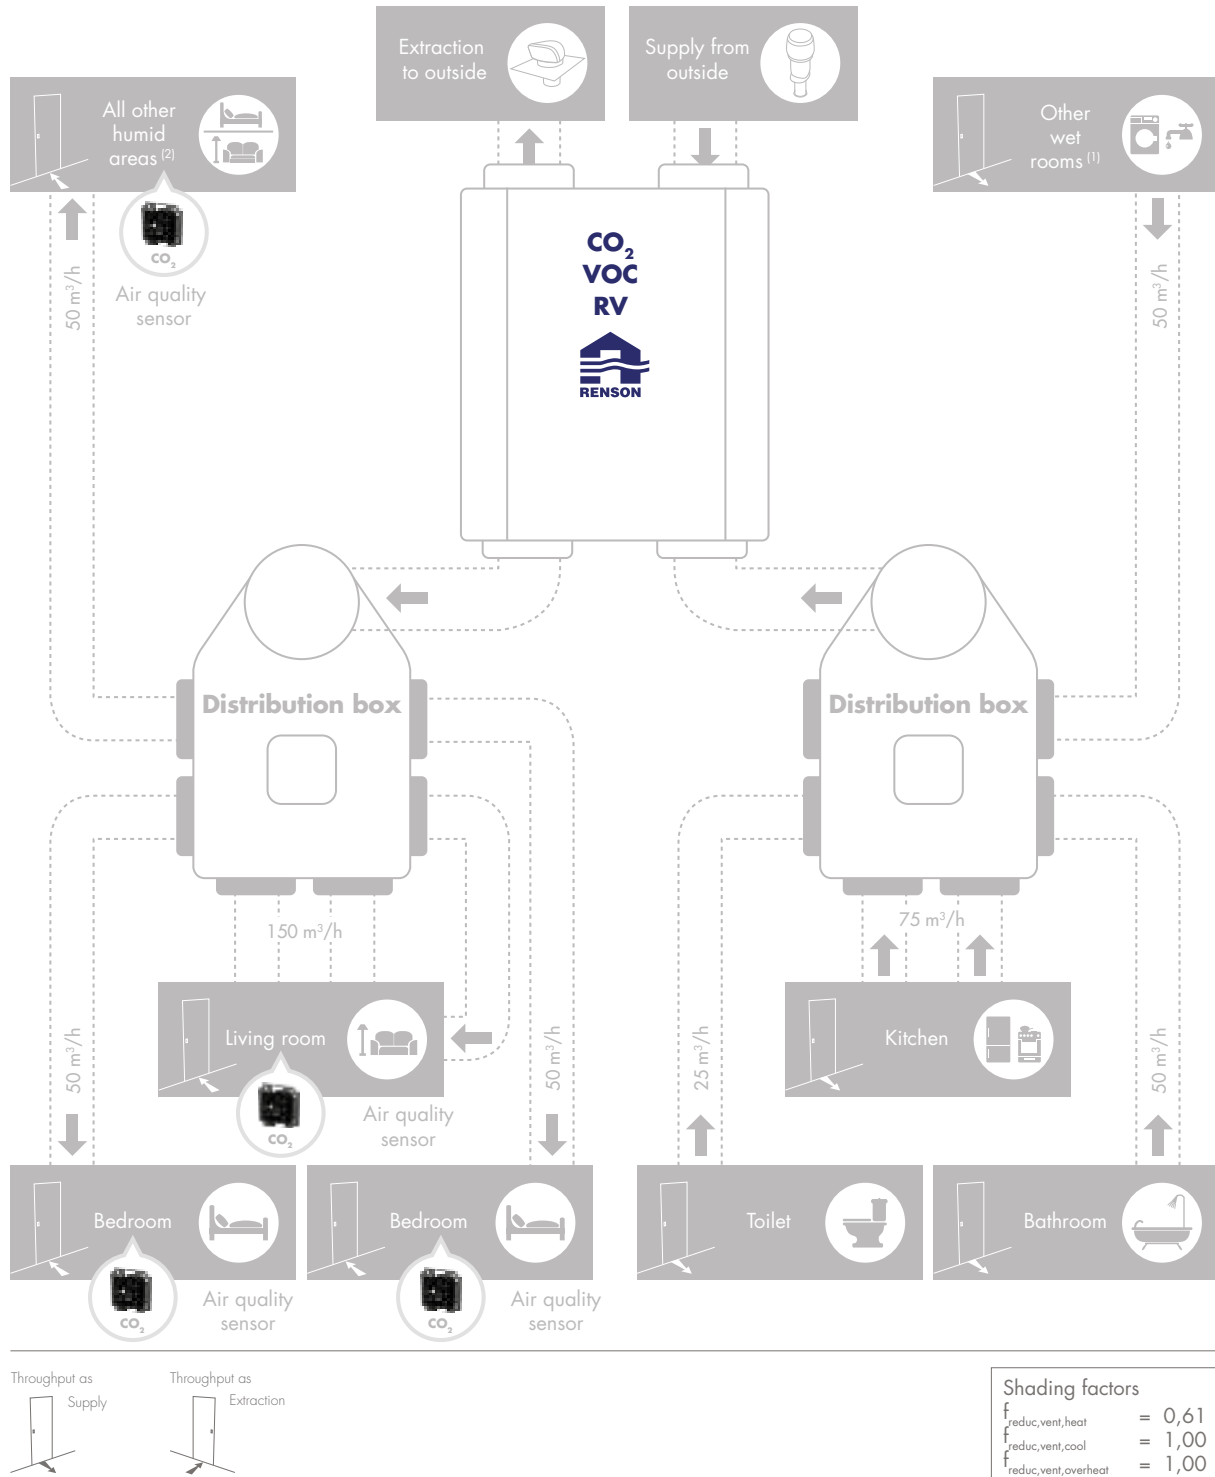 Extraction
to outside
Supply from
outside
All other
humid
areas (2)
Other
wet
rooms (1)
CO2
Air quality
sensor
50 m³/h
50 m³/h
CO2
VOC
RV
RENSON
Distribution box
Distribution box
150 m³/h
75 m³/h
Living room
Kitchen
50 m³/h
50 m³/h
25 m³/h
50 m³/h
CO2
Air quality
sensor
Bedroom
Bedroom
Toilet
Bathroom
CO2
Air quality
sensor
CO2
Air quality
sensor
Throughput as
Supply
Throughput as
Extraction
Shading factors
freduc,vent,heat = 0,61
freduc,vent,cool = 1,00
freduc,vent,overheat = 1,00